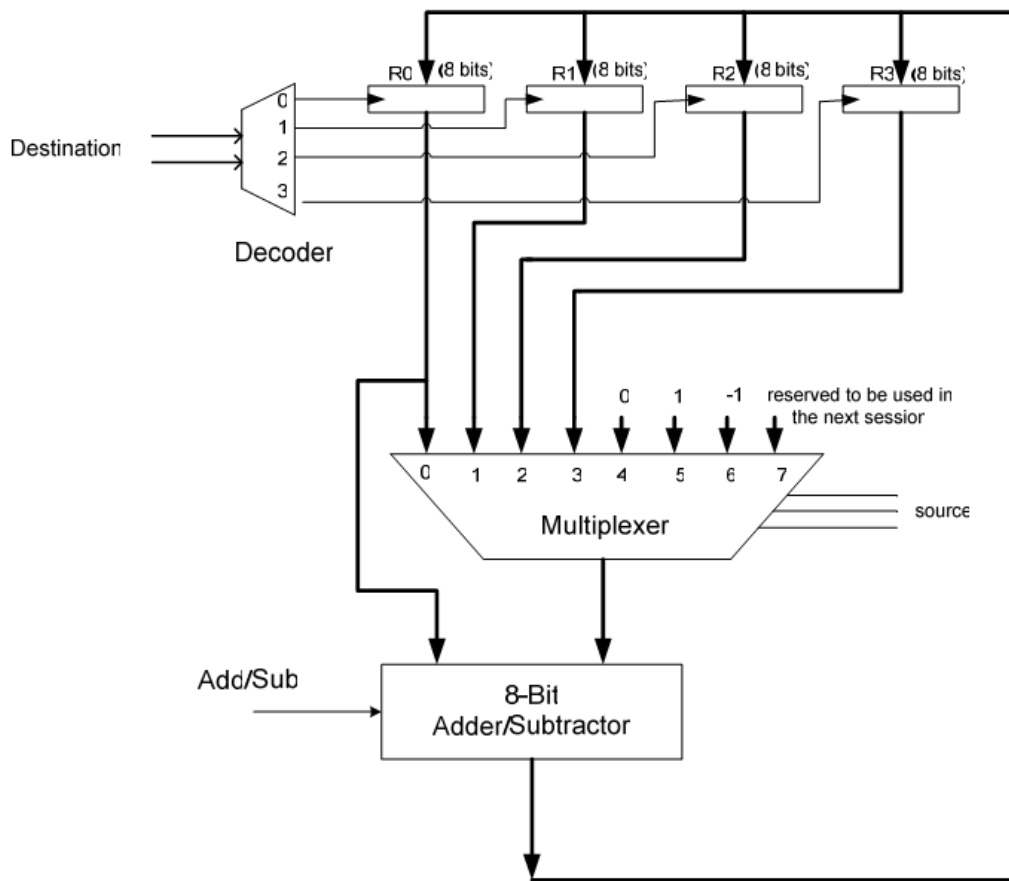 R0 (8 bits)
R1 (8 bits)
R2 (8 bits)
R3 (8 bits)
0
1
2
3
Destination
Decoder
0 1 -1 reserved to be used in
the next session
0 1 2 3 4 5 6 7
Multiplexer
source
Add/Sub
8-Bit
Adder/Subtractor